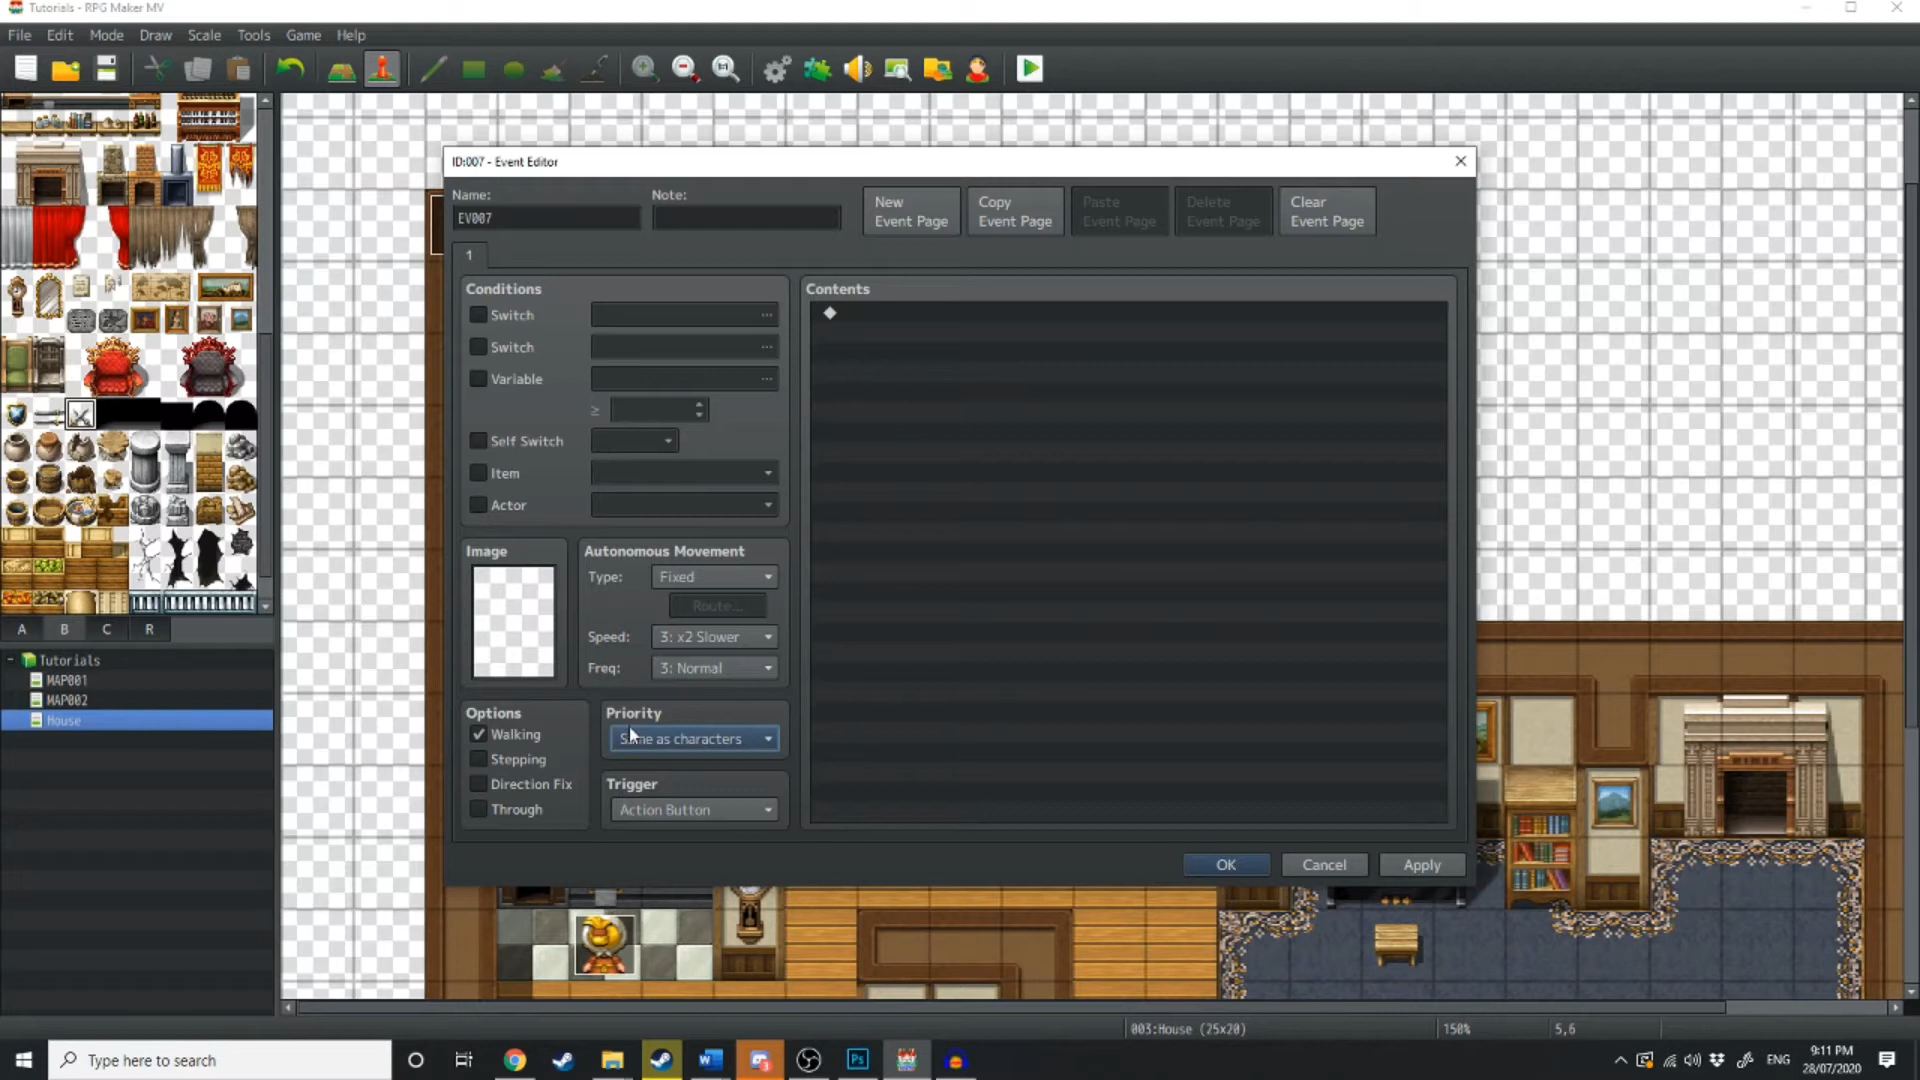 Tutorials - RPG Maker MV
File Edit Mode Draw Scale Tools Game Help
ID:007 - Event Editor
Name: Note:
EV007
New Event Page
Copy Event Page
Paste Event Page
Delete Event Page
Clear Event Page
1
Conditions
Switch ...
Switch ...
Variable ...
≥
Self Switch
Item
Actor
Image
Autonomous Movement
Type: Fixed
Route...
Speed: 3: x2 Slower
Freq: 3: Normal
Options
Walking
Stepping
Direction Fix
Through
Priority
Same as characters
Trigger
Action Button
Contents
OK Cancel Apply
A B C R
Tutorials
MAP001
MAP002
House
003:House (25x20) 150% 5,6
Type here to search
Ps
ENG
9:11 PM
28/07/2020